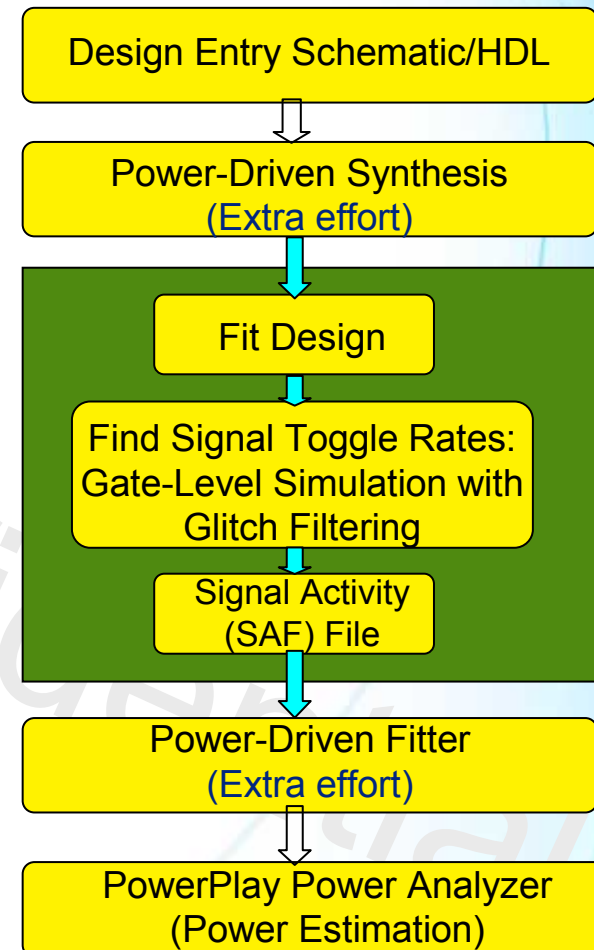 Design Entry Schematic/HDL
Power-Driven Synthesis
(Extra effort)
Fit Design
Find Signal Toggle Rates:
Gate-Level Simulation with
Glitch Filtering
Signal Activity
(SAF) File
Power-Driven Fitter
(Extra effort)
PowerPlay Power Analyzer
(Power Estimation)